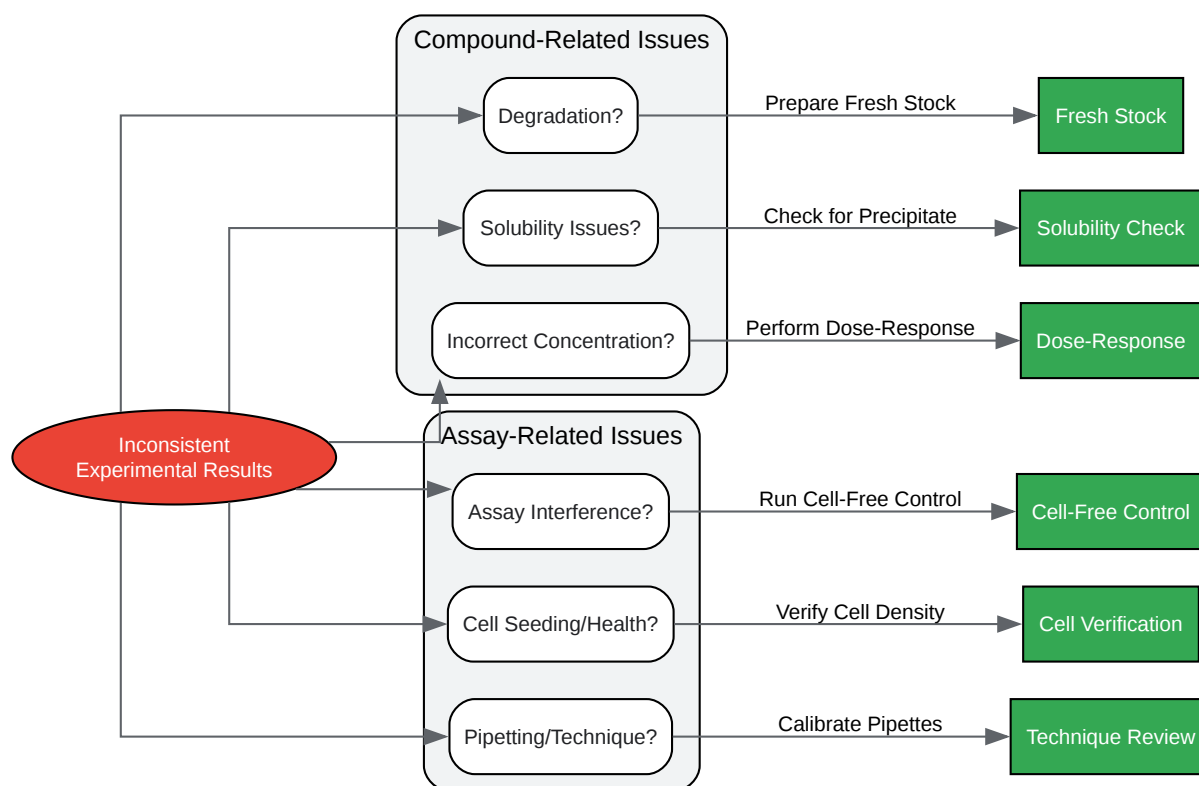 Compound-Related Issues
Degradation?
Prepare Fresh Stock
Fresh Stock
Solubility Issues?
Check for Precipitate
Solubility Check
Incorrect Concentration?
Perform Dose-Response
Dose-Response
Inconsistent
Experimental Results
Assay-Related Issues
Assay Interference?
Run Cell-Free Control
Cell-Free Control
Cell Seeding/Health?
Verify Cell Density
Cell Verification
Pipetting/Technique?
Calibrate Pipettes
Technique Review